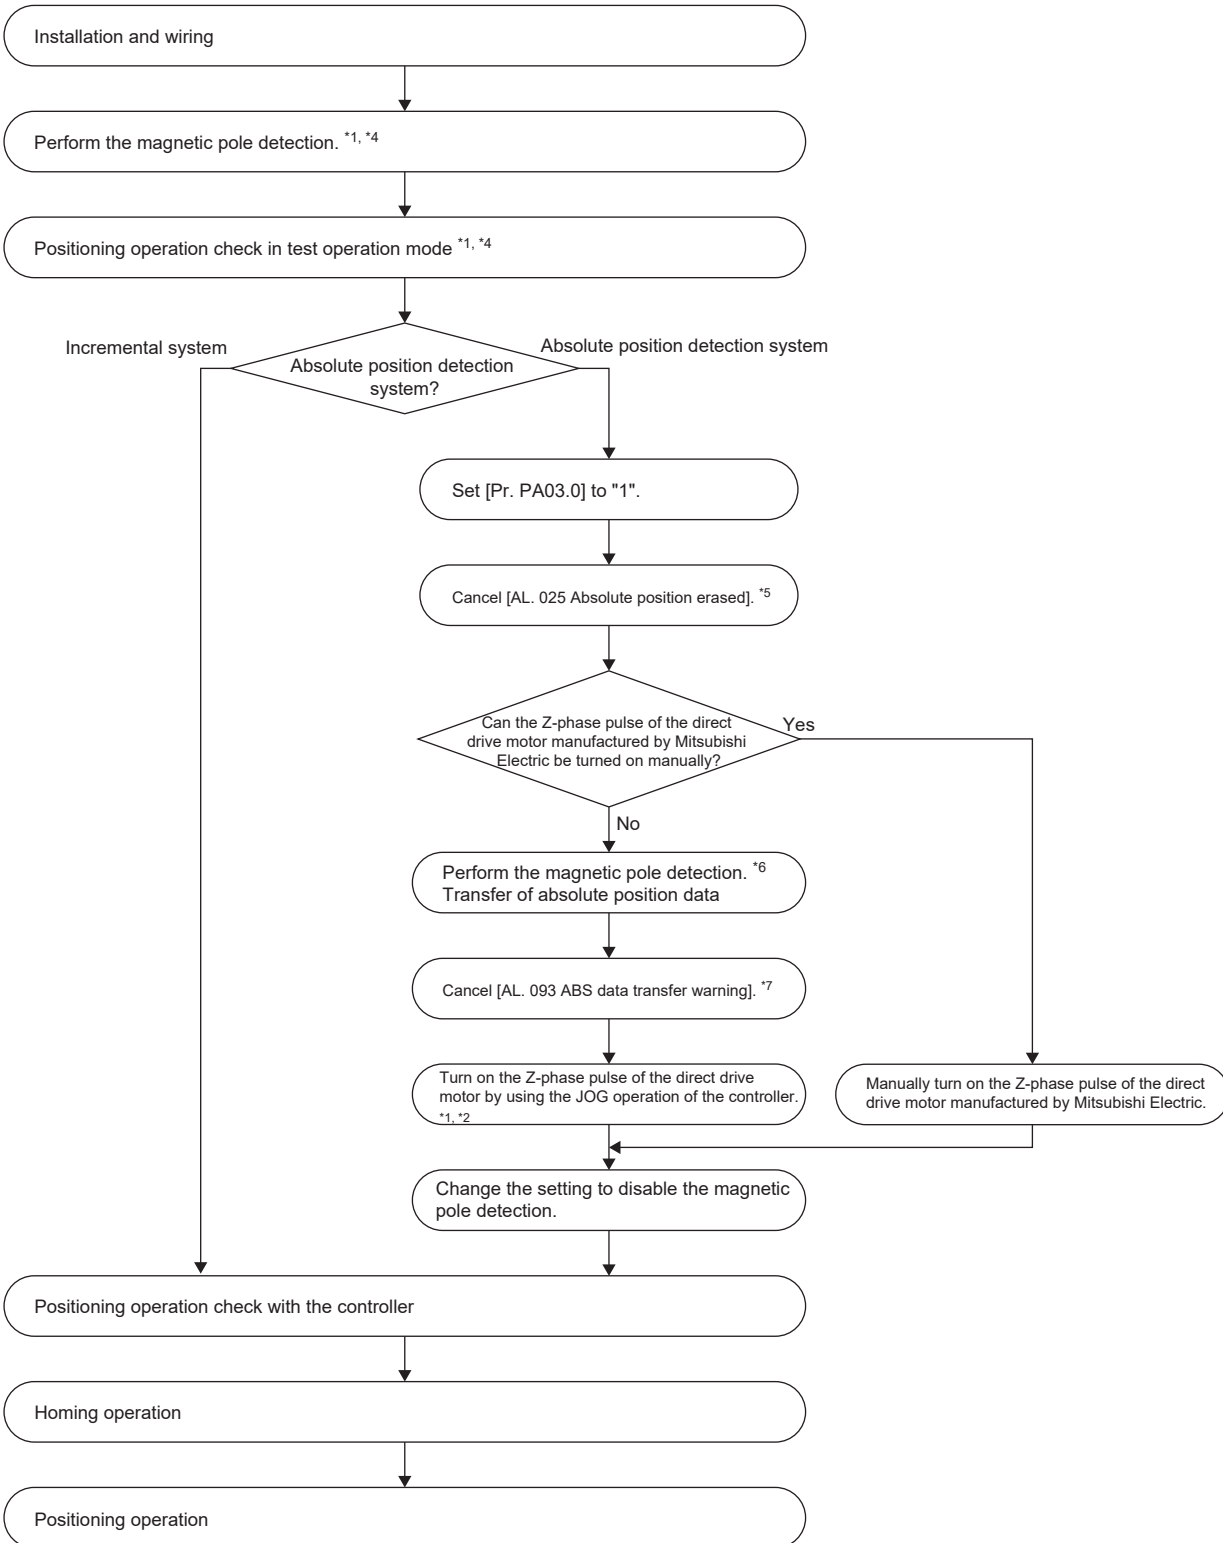 Installation and wiring
Perform the magnetic pole detection. *1, *4
Positioning operation check in test operation mode *1, *4
Incremental system
Absolute position detection system
Absolute position detection
system?
Set [Pr. PA03.0] to "1".
Cancel [AL. 025 Absolute position erased]. *5
Can the Z-phase pulse of the direct
drive motor manufactured by Mitsubishi
Electric be turned on manually?
Yes
No
Perform the magnetic pole detection. *6
Transfer of absolute position data
Cancel [AL. 093 ABS data transfer warning]. *7
Turn on the Z-phase pulse of the direct drive
motor by using the JOG operation of the controller.
*1, *2
Manually turn on the Z-phase pulse of the direct
drive motor manufactured by Mitsubishi Electric.
Change the setting to disable the magnetic
pole detection.
Positioning operation check with the controller
Homing operation
Positioning operation